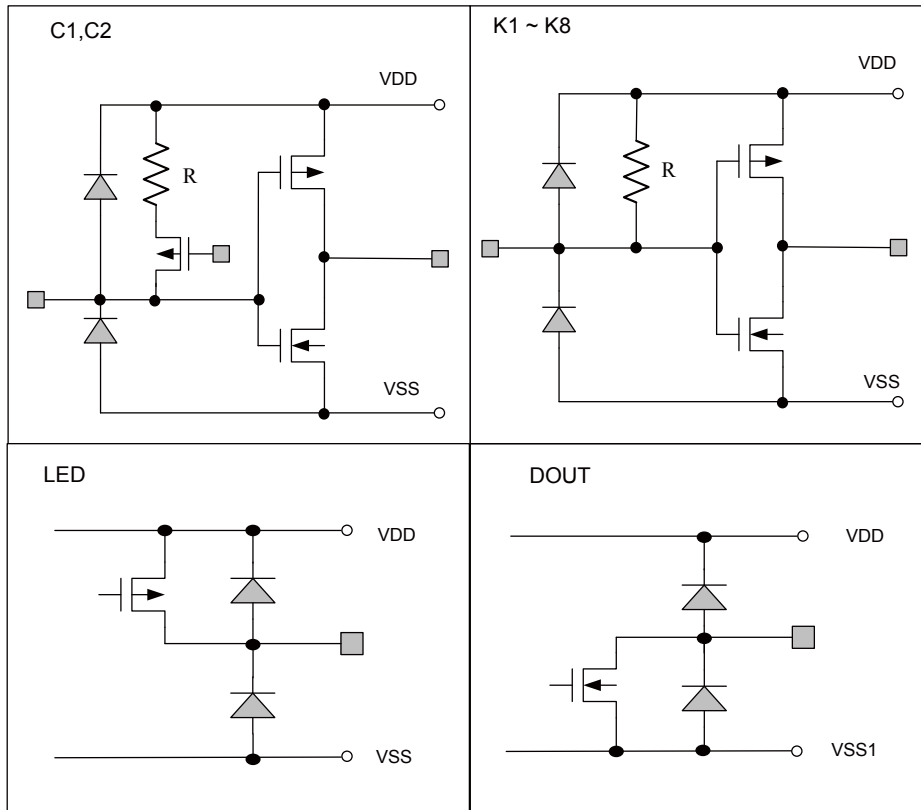 C1,C2
VDD
R
VSS
K1 ~ K8
VDD
R
VSS
LED
VDD
VSS
DOUT
VDD
VSS1